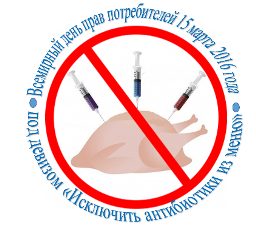 Всемирный день прав потребителей 15 марта 2016 года
под девизом «Исключить антибиотики из меню»